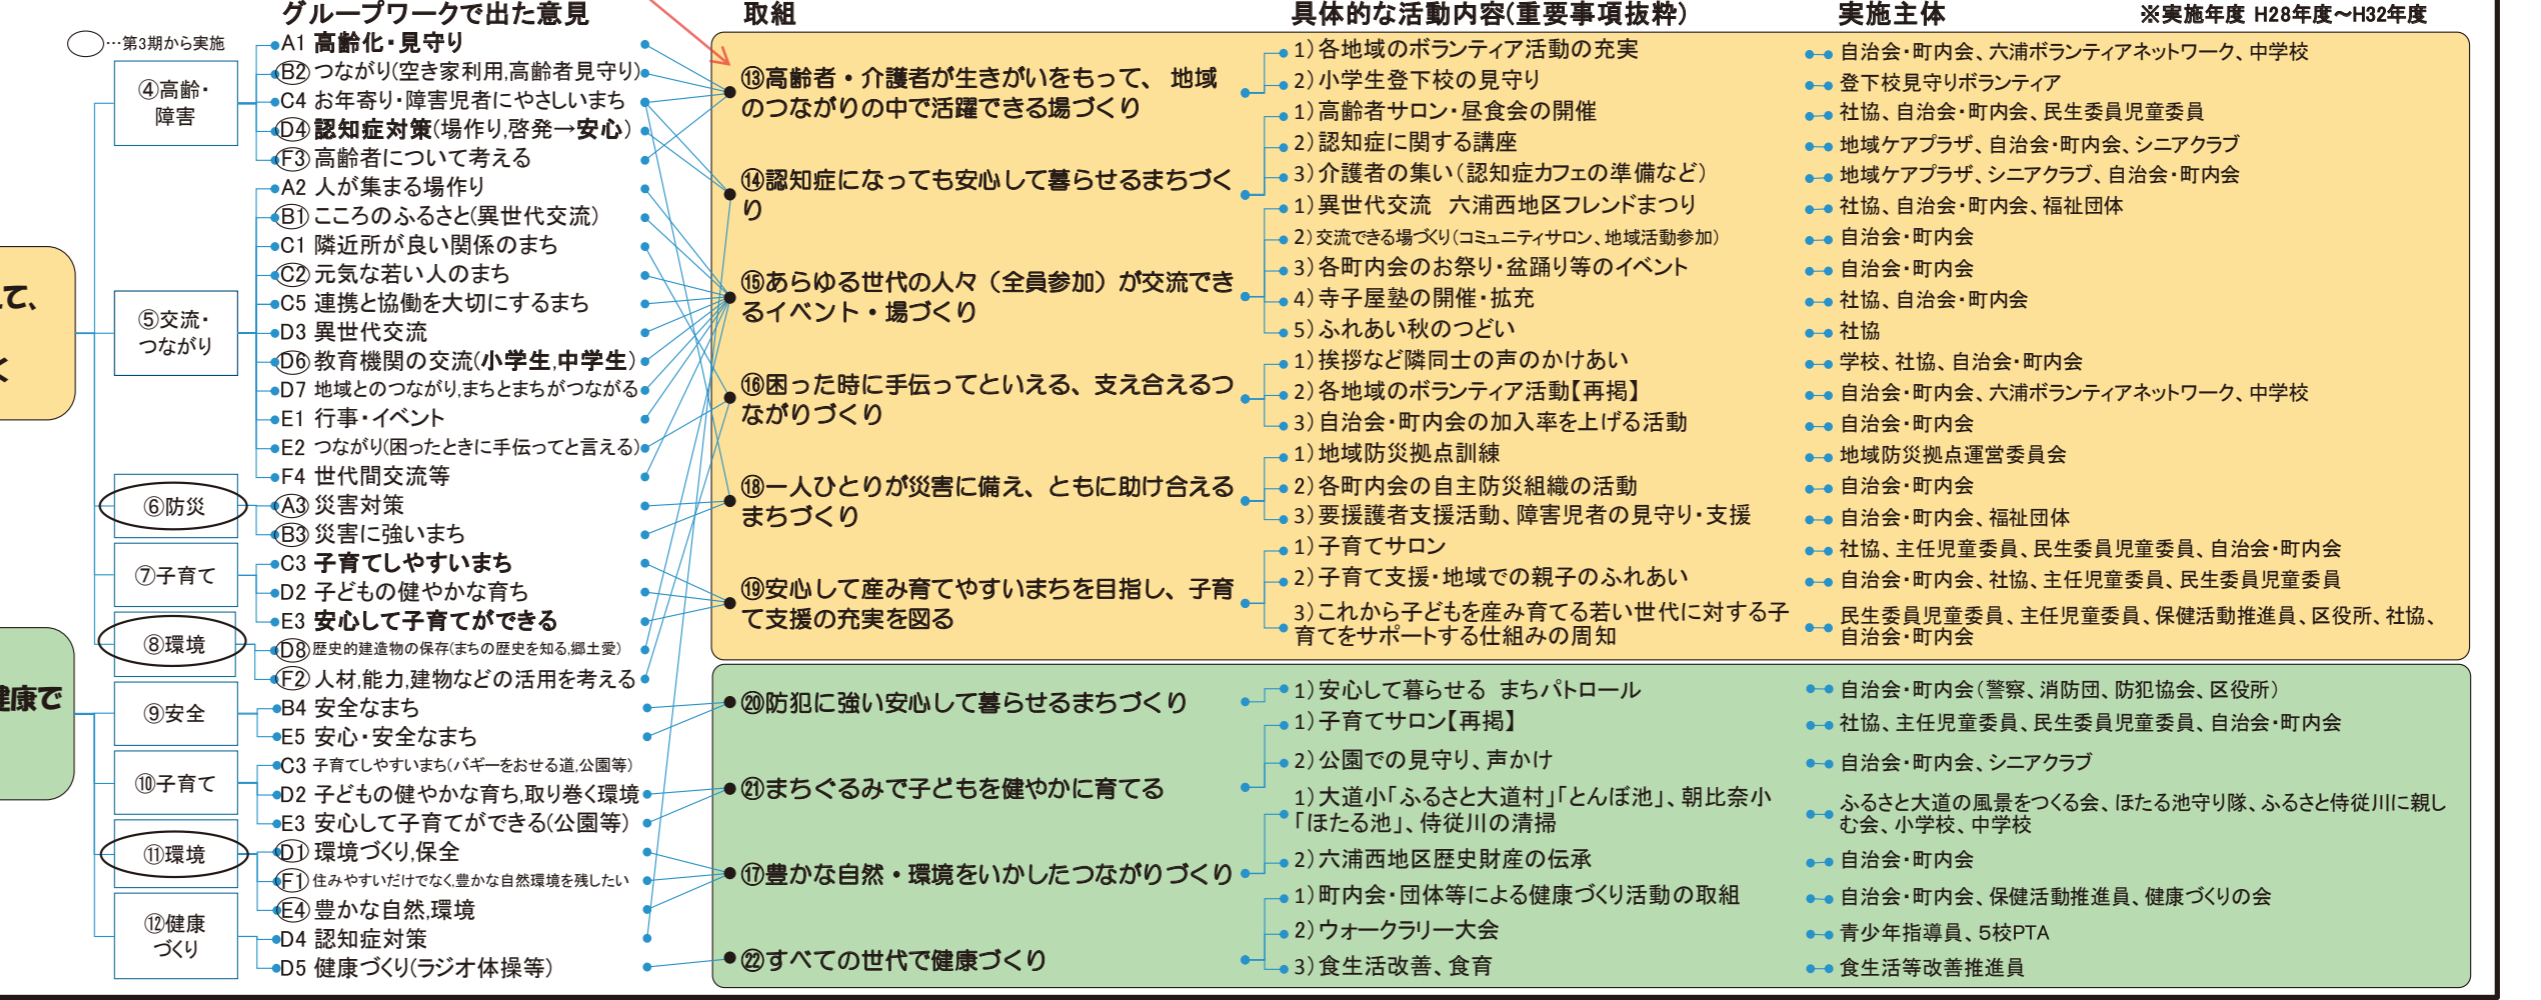 グループワークで出た意見
取組
具体的な活動内容(重要事項抜粋)
実施主体
※実施年度 H28年度～H32年度
…第3期から実施
て、
く
健康で
④高齢・
障害
⑤交流・
つながり
⑥防災
⑦子育て
⑧環境
⑨安全
⑩子育て
⑪環境
⑫健康
づくり
A1 高齢化・見守り
B2 つながり(空き家利用,高齢者見守り)
C4 お年寄り・障害児者にやさしいまち
D4 認知症対策(場作り,啓発→安心)
F3 高齢者について考える
A2 人が集まる場作り
B1 こころのふるさと(異世代交流)
C1 隣近所が良い関係のまち
C2 元気な若い人のまち
C5 連携と協働を大切にするまち
D3 異世代交流
D6 教育機関の交流(小学生,中学生)
D7 地域とのつながり,まちとまちがつながる
E1 行事・イベント
E2 つながり(困ったときに手伝ってと言える)
F4 世代間交流等
A3 災害対策
B3 災害に強いまち
C3 子育てしやすいまち
D2 子どもの健やかな育ち
E3 安心して子育てができる
D8 歴史的建造物の保存(まちの歴史を知る,郷土愛)
F2 人材,能力,建物などの活用を考える
B4 安全なまち
E5 安心・安全なまち
C3 子育てしやすいまち(バギーをおせる道,公園等)
D2 子どもの健やかな育ち,取り巻く環境
E3 安心して子育てができる(公園等)
D1 環境づくり,保全
F1 住みやすいだけでなく,豊かな自然環境を残したい
E4 豊かな自然,環境
D4 認知症対策
D5 健康づくり(ラジオ体操等)
⑬高齢者・介護者が生きがいをもって、 地域
のつながりの中で活躍できる場づくり
⑭認知症になっても安心して暮らせるまちづく
り
⑮あらゆる世代の人々（全員参加）が交流でき
るイベント・場づくり
⑯困った時に手伝ってといえる、支え合えるつ
ながりづくり
⑱一人ひとりが災害に備え、ともに助け合える
まちづくり
⑲安心して産み育てやすいまちを目指し、子育
て支援の充実を図る
⑳防犯に強い安心して暮らせるまちづくり
㉑まちぐるみで子どもを健やかに育てる
⑰豊かな自然・環境をいかしたつながりづくり
㉒すべての世代で健康づくり
1)各地域のボランティア活動の充実
2)小学生登下校の見守り
1)高齢者サロン・昼食会の開催
2)認知症に関する講座
3)介護者の集い(認知症カフェの準備など)
1)異世代交流 六浦西地区フレンドまつり
2)交流できる場づくり(コミュニティサロン、地域活動参加)
3)各町内会のお祭り・盆踊り等のイベント
4)寺子屋塾の開催・拡充
5)ふれあい秋のつどい
1)挨拶など隣同士の声のかけあい
2)各地域のボランティア活動【再掲】
3)自治会・町内会の加入率を上げる活動
1)地域防災拠点訓練
2)各町内会の自主防災組織の活動
3)要援護者支援活動、障害児者の見守り・支援
1)子育てサロン
2)子育て支援・地域での親子のふれあい
3)これから子どもを産み育てる若い世代に対する子
育てをサポートする仕組みの周知
1)安心して暮らせる まちパトロール
1)子育てサロン【再掲】
2)公園での見守り、声かけ
1)大道小「ふるさと大道村」「とんぼ池」、朝比奈小
「ほたる池」、侍従川の清掃
2)六浦西地区歴史財産の伝承
1)町内会・団体等による健康づくり活動の取組
2)ウォークラリー大会
3)食生活改善、食育
自治会・町内会、六浦ボランティアネットワーク、中学校
登下校見守りボランティア
社協、自治会・町内会、民生委員児童委員
地域ケアプラザ、自治会・町内会、シニアクラブ
地域ケアプラザ、シニアクラブ、自治会・町内会
社協、自治会・町内会、福祉団体
自治会・町内会
自治会・町内会
社協、自治会・町内会
社協
学校、社協、自治会・町内会
自治会・町内会、六浦ボランティアネットワーク、中学校
自治会・町内会
地域防災拠点運営委員会
自治会・町内会
自治会・町内会、福祉団体
社協、主任児童委員、民生委員児童委員、自治会・町内会
自治会・町内会、社協、主任児童委員、民生委員児童委員
民生委員児童委員、主任児童委員、保健活動推進員、区役所、社協、
自治会・町内会
自治会・町内会(警察、消防団、防犯協会、区役所)
社協、主任児童委員、民生委員児童委員、自治会・町内会
自治会・町内会、シニアクラブ
ふるさと大道の風景をつくる会、ほたる池守り隊、ふるさと侍従川に親し
む会、小学校、中学校
自治会・町内会
自治会・町内会、保健活動推進員、健康づくりの会
青少年指導員、5校PTA
食生活等改善推進員